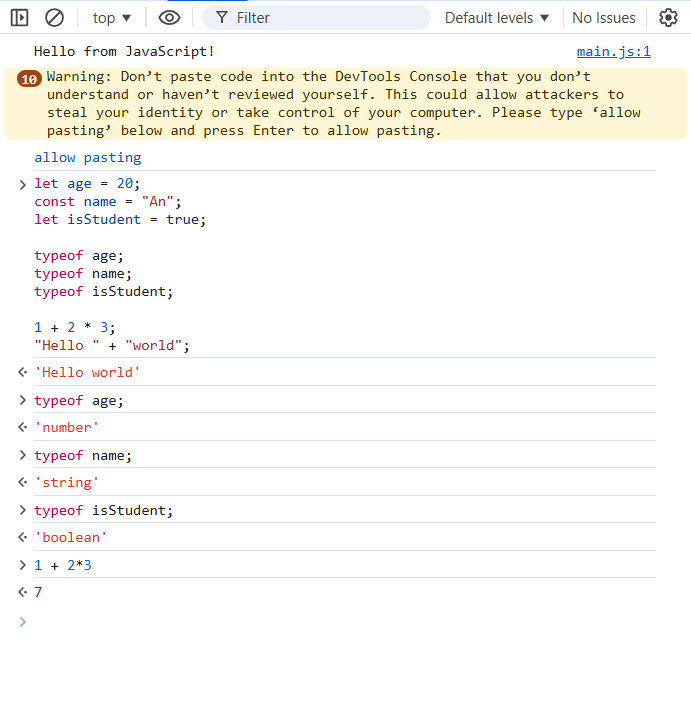 top ▼ Filter Default levels ▼ No Issues
Hello from JavaScript! main.js:1
10 Warning: Don’t paste code into the DevTools Console that you don’t
understand or haven’t reviewed yourself. This could allow attackers to
steal your identity or take control of your computer. Please type ‘allow
pasting’ below and press Enter to allow pasting.
allow pasting
> let age = 20;
const name = "An";
let isStudent = true;
typeof age;
typeof name;
typeof isStudent;
1 + 2 * 3;
"Hello " + "world";
'Hello world'
> typeof age;
'number'
> typeof name;
'string'
> typeof isStudent;
'boolean'
> 1 + 2*3
7
>